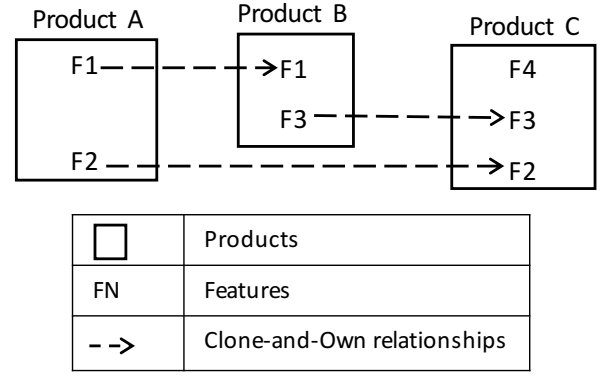 Product A
Product B
Product C
F1
F1
F4
F3
F3
F2
F2
Products
FN
Features
Clone-and-Own relationships